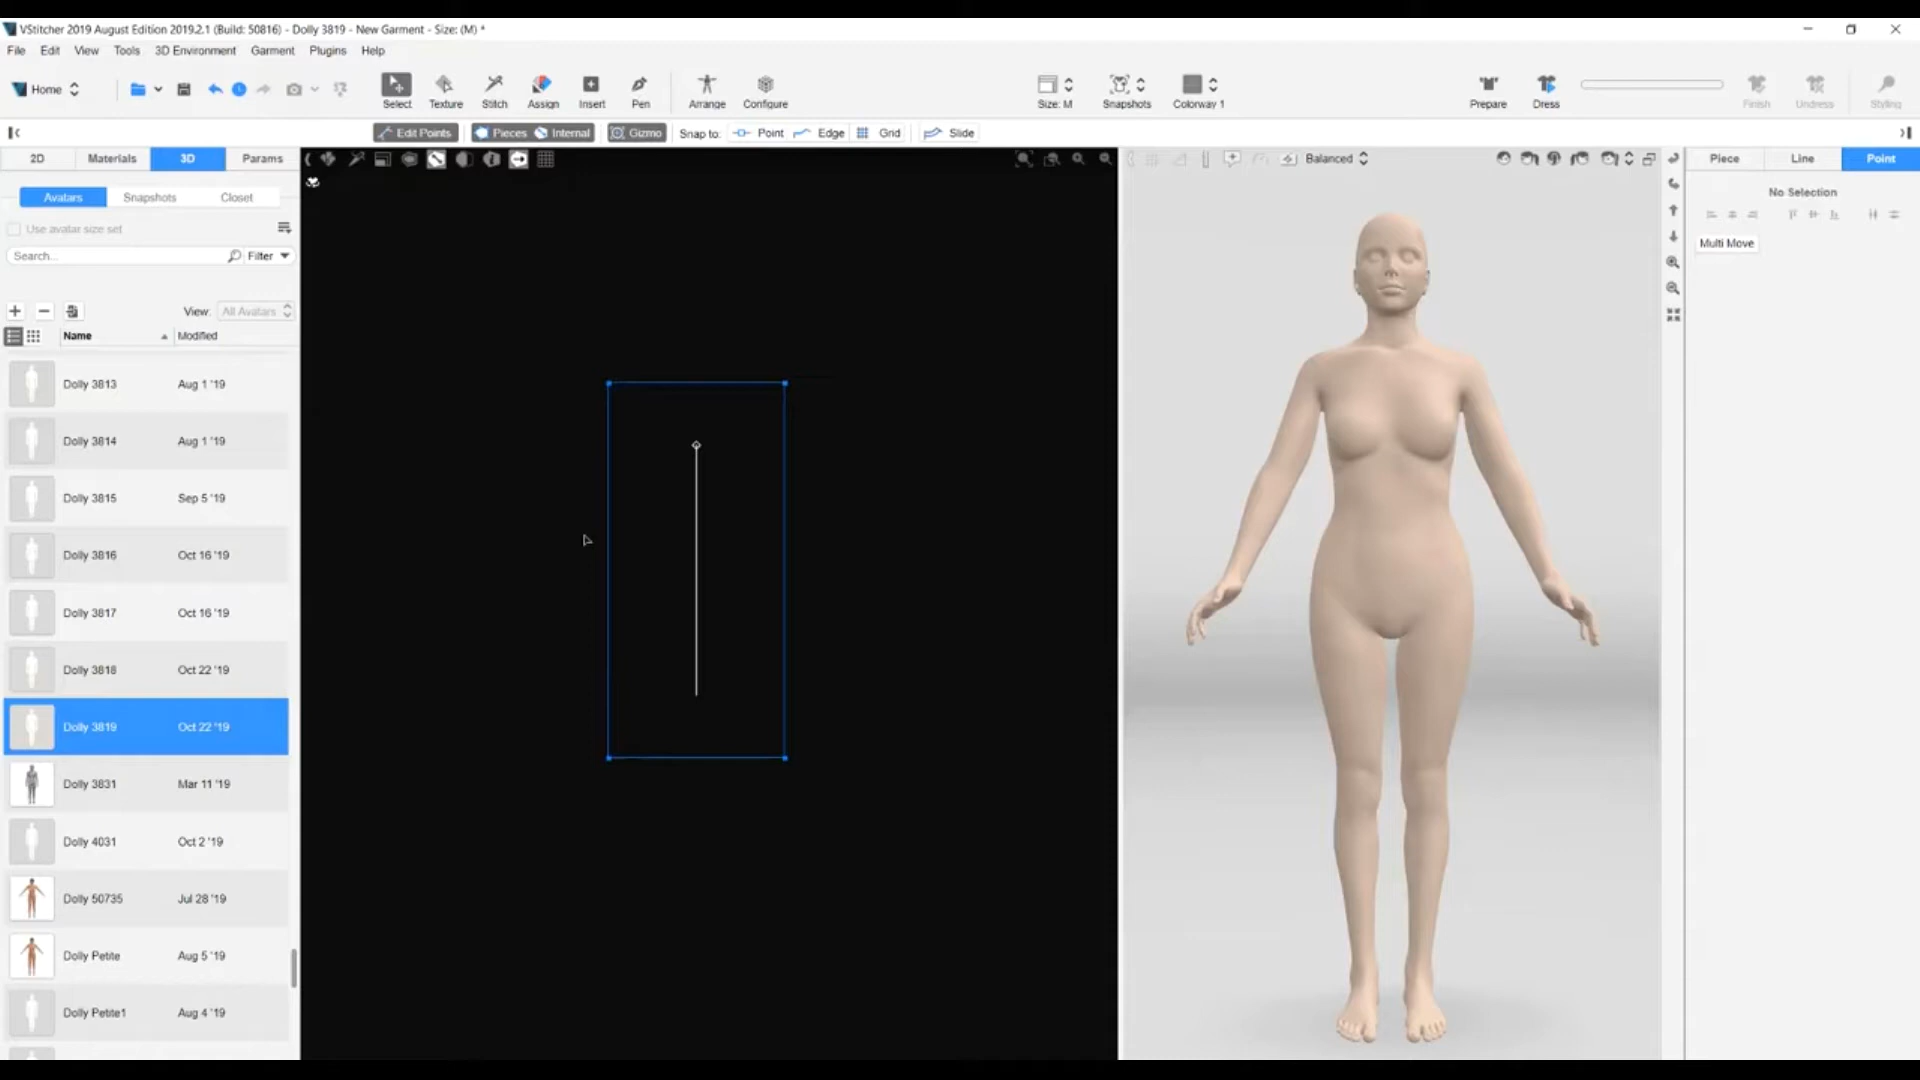 VStitcher 2019 August Edition 2019.2.1 (Build: 50816) - Dolly 3819 - New Garment - Size: (M) *
File Edit View Tools 3D Environment Garment Plugins Help
Home Select Texture Stitch Assign Insert Pen Arrange Configure Size: M Snapshots Colorway 1 Prepare Dress Finish Undress Styling
Edit Points Pieces Internal Gizmo Snap to: Point Edge Grid Slide
2D Materials 3D Params Balanced Piece Line Point
Avatars Snapshots Closet No Selection
Use avatar size set
Multi Move
Search... Filter
View: All Avatars
Name Modified
Dolly 3813 Aug 1 '19
Dolly 3814 Aug 1 '19
Dolly 3815 Sep 5 '19
Dolly 3816 Oct 16 '19
Dolly 3817 Oct 16 '19
Dolly 3818 Oct 22 '19
Dolly 3819 Oct 22 '19
Dolly 3831 Mar 11 '19
Dolly 4031 Oct 2 '19
Dolly 50735 Jul 28 '19
Dolly Petite Aug 5 '19
Dolly Petite1 Aug 4 '19